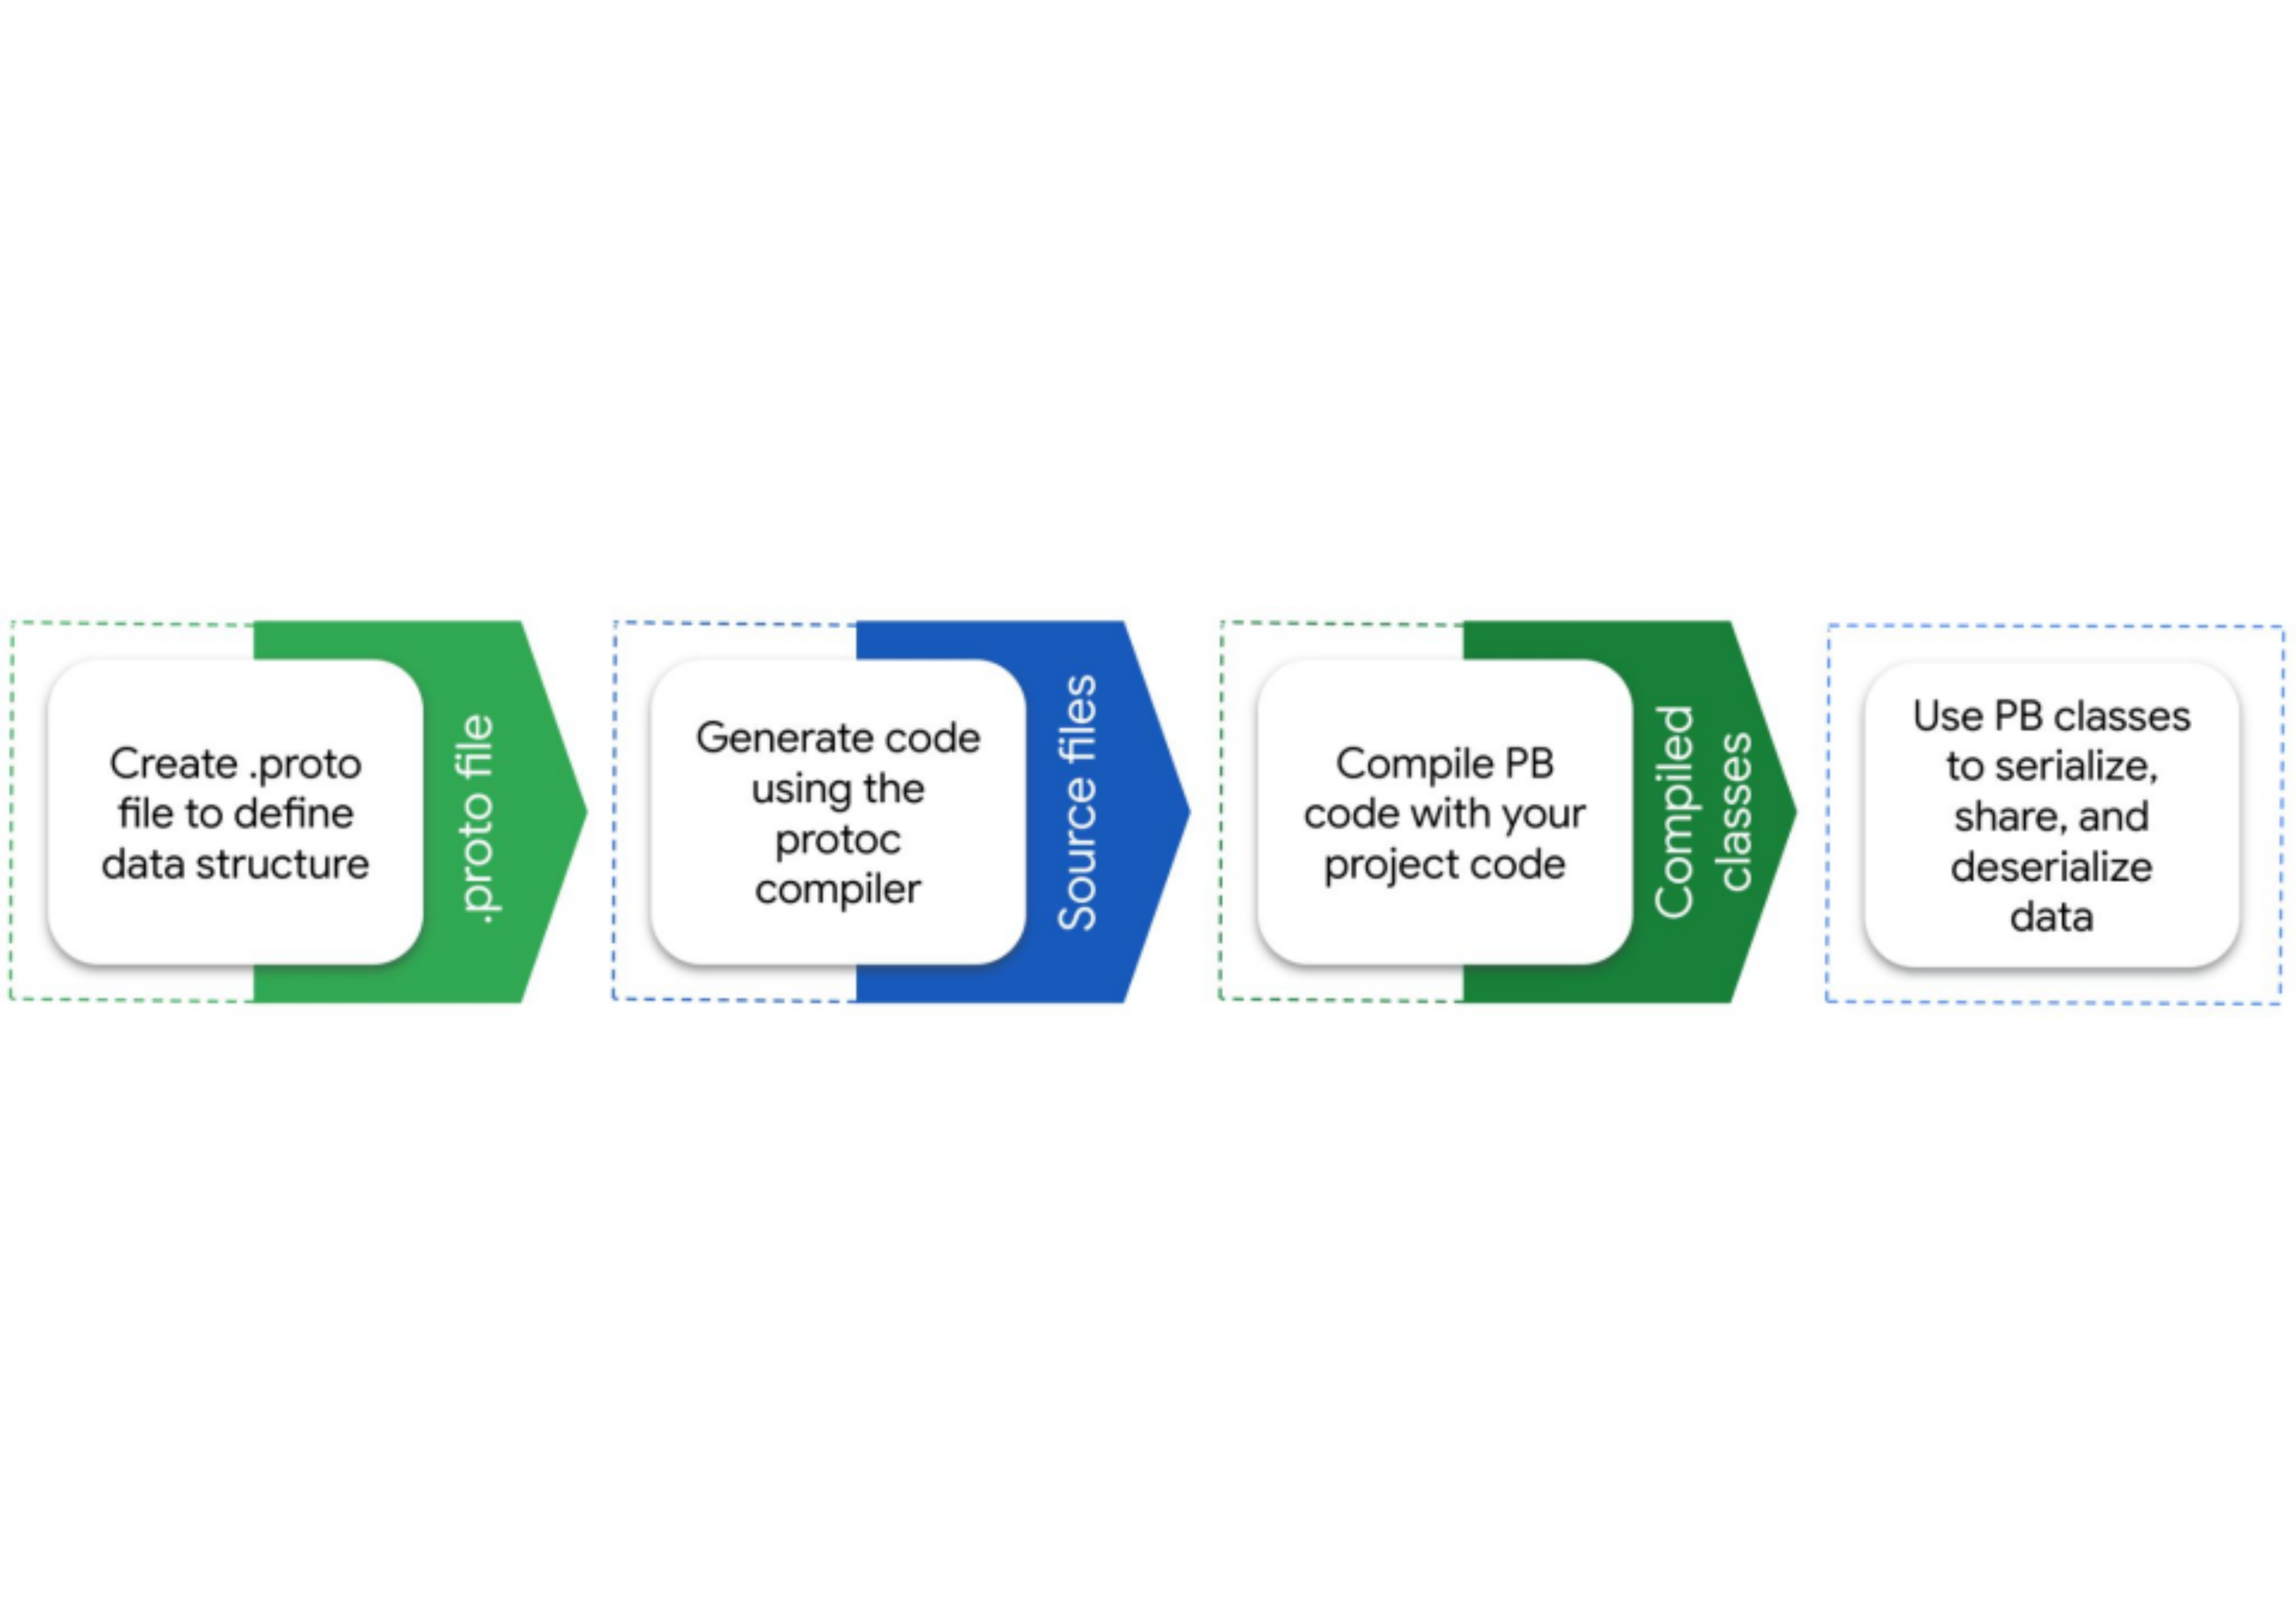 Create .proto
file to define
data structure
.proto file
Generate code
using the
protoc
compiler
Source files
Compile PB
code with your
project code
Compiled
classes
Use PB classes
to serialize,
share, and
deserialize
data